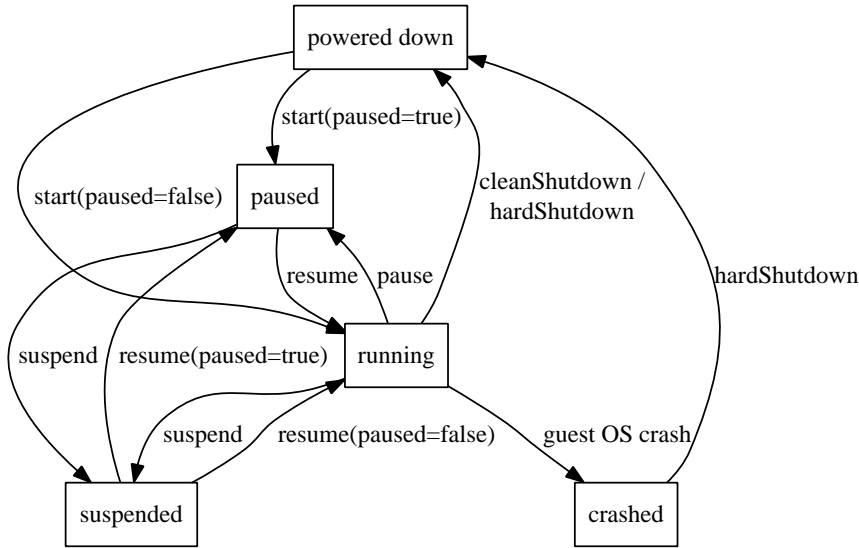 powered down
start(paused=true)
cleanShutdown /
hardShutdown
start(paused=false)
paused
hardShutdown
resume
pause
suspend
resume(paused=true)
running
suspend
resume(paused=false)
guest OS crash
suspended
crashed